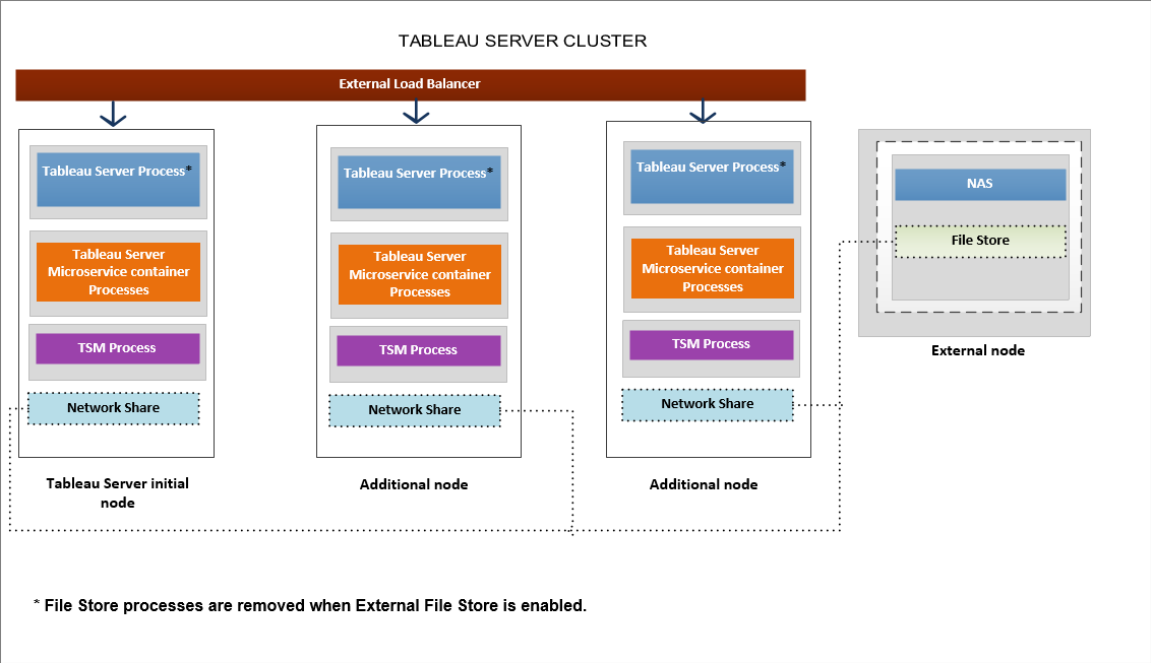 TABLEAU SERVER CLUSTER
External Load Balancer
Tableau Server Process*
Tableau Server
Microservice container
Processes
TSM Process
Network Share
Tableau Server initial
node
Tableau Server Process*
Tableau Server
Microservice container
Processes
TSM Process
Network Share
Additional node
Tableau Server Process*
Tableau Server
Microservice container
Processes
TSM Process
Network Share
Additional node
NAS
File Store
External node
* File Store processes are removed when External File Store is enabled.